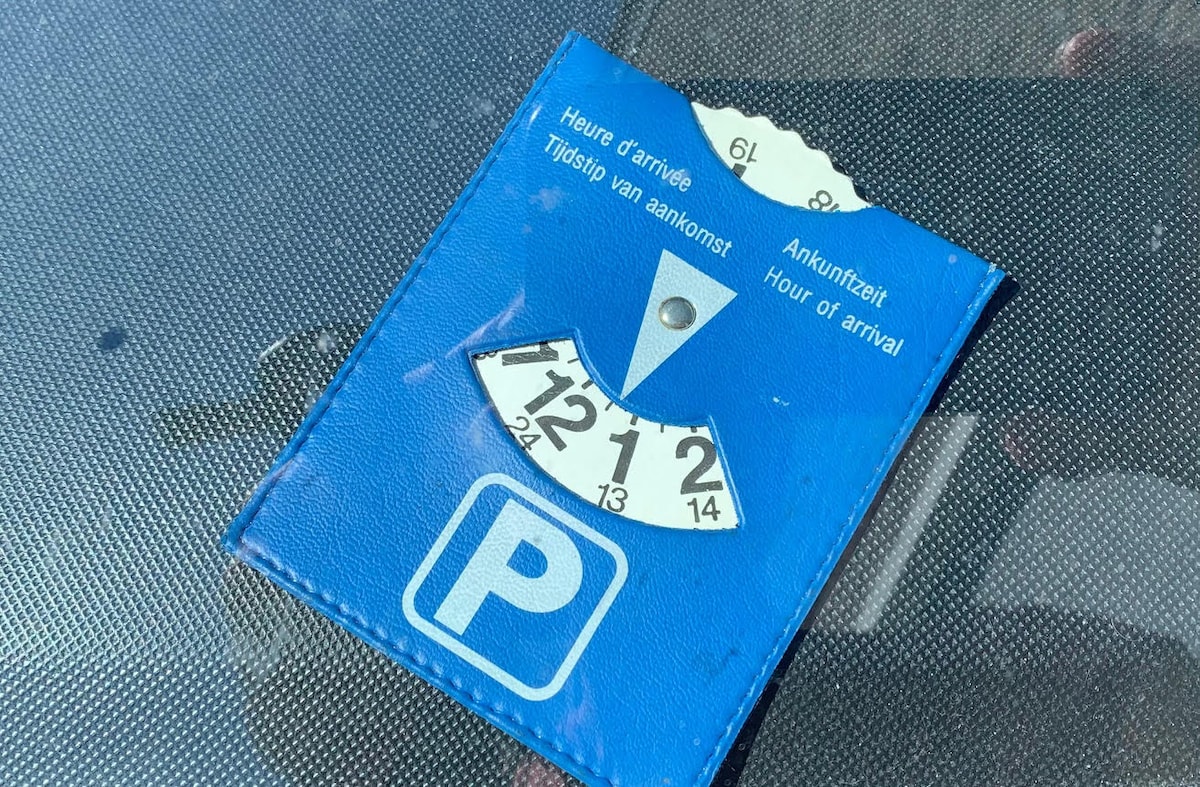 19
18
Heure d'arrivée
Tijdstip van aankomst
Ankunftzeit
Hour of arrival
12 1 2
24 13 14
P